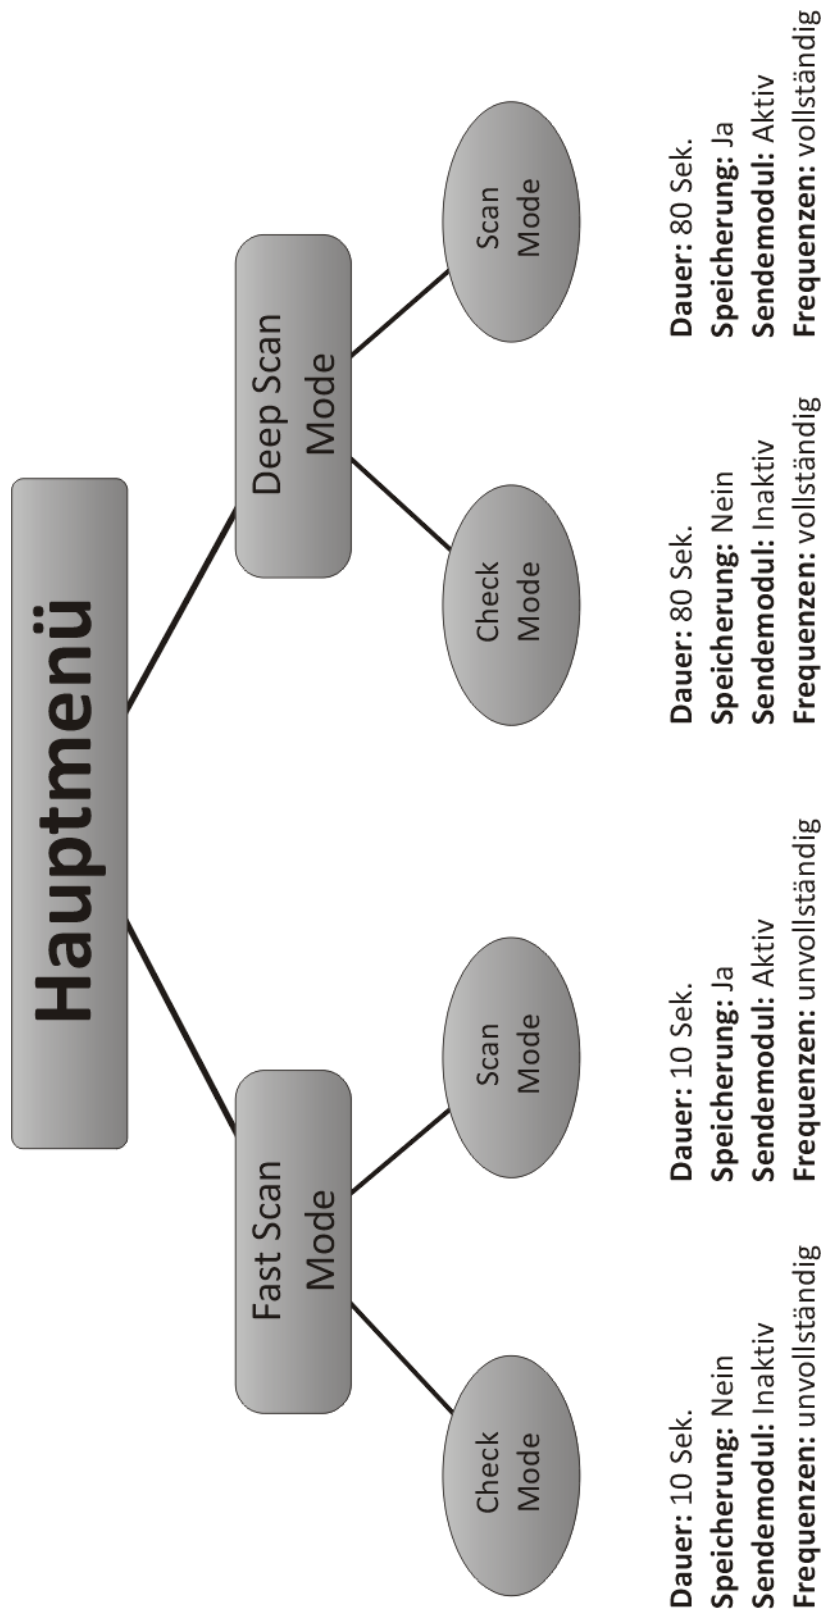 Hauptmenü
Fast Scan
Mode
Deep Scan
Mode
Check
Mode
Scan
Mode
Check
Mode
Scan
Mode
Dauer: 10 Sek.
Speicherung: Nein
Sendemodul: Inaktiv
Frequenzen: unvollständig
Dauer: 10 Sek.
Speicherung: Ja
Sendemodul: Aktiv
Frequenzen: unvollständig
Dauer: 80 Sek.
Speicherung: Nein
Sendemodul: Inaktiv
Frequenzen: vollständig
Dauer: 80 Sek.
Speicherung: Ja
Sendemodul: Aktiv
Frequenzen: vollständig